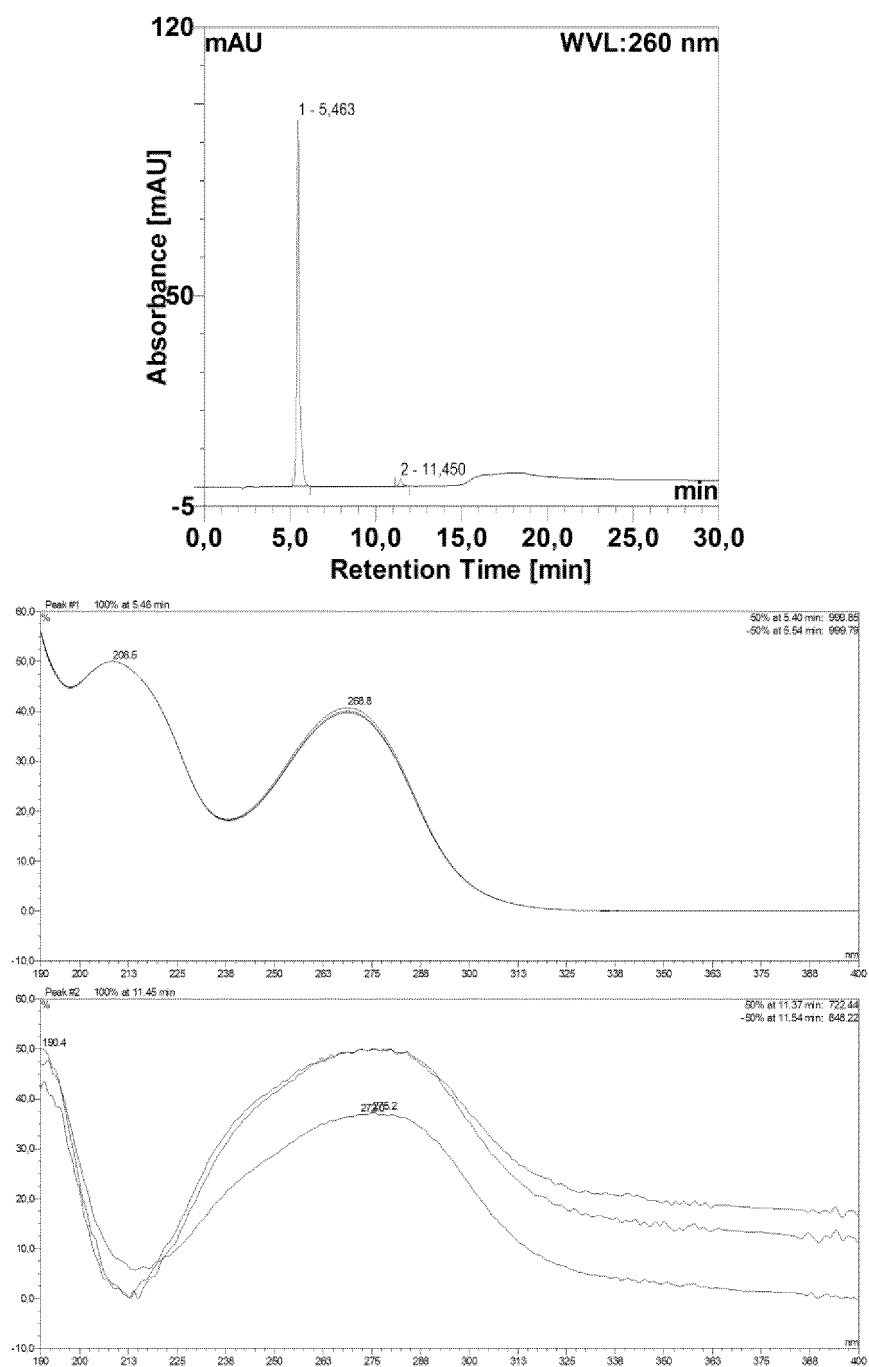 120
mAU WVL:260 nm
1 - 5,463
Absorbance [mAU]
50
2 - 11,450
min
-5
0,0 5,0 10,0 15,0 20,0 25,0 30,0
Retention Time [min]
Peak #1 100% at 5.46 min
60,0
%
50% at 5.40 min: 999.85
-50% at 5.54 min: 999.79
208.5
50,0
268.8
40,0
30,0
20,0
10,0
0,0
-10,0
nm
190 200 213 225 238 250 263 275 288 300 313 325 338 350 363 375 388 400
Peak #2 100% at 11.45 min
60,0
%
50% at 11.37 min: 722.44
-50% at 11.54 min: 848.22
190.4
50,0
40,0
275.2
30,0
20,0
10,0
0,0
-10,0
nm
190 200 213 225 238 250 263 275 288 300 313 325 338 350 363 375 388 400